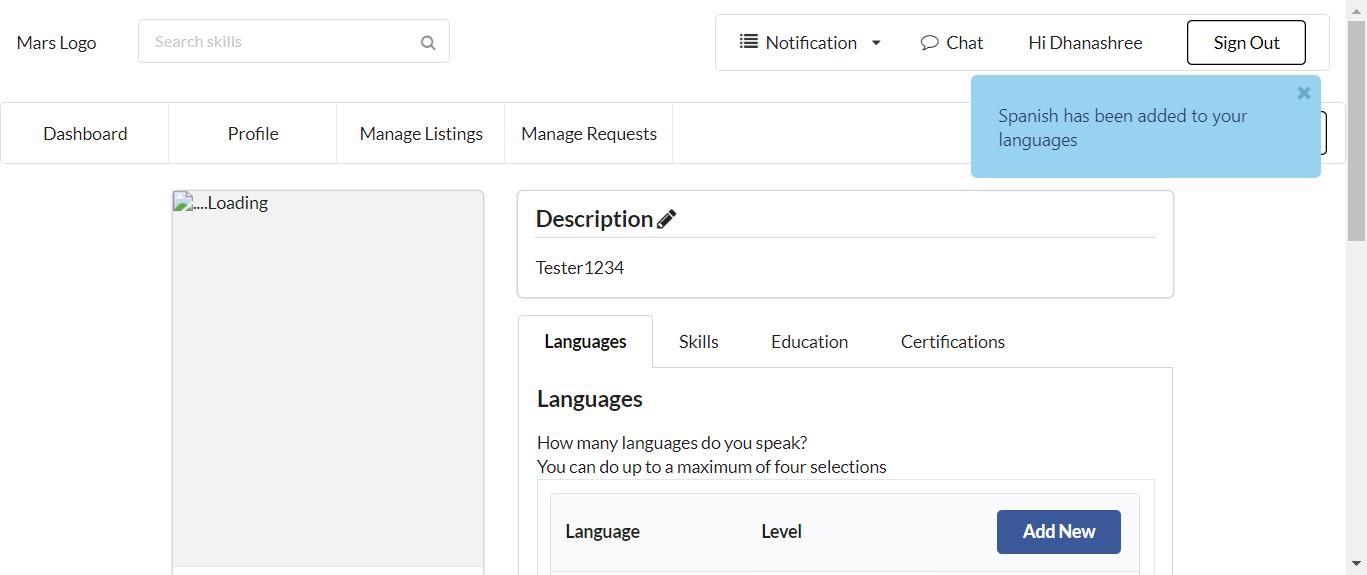 Mars Logo
Search skills
Notification
Chat
Hi Dhanashree
Sign Out
Spanish has been added to your
languages
Dashboard
Profile
Manage Listings
Manage Requests
....Loading
Description
Tester1234
Languages
Skills
Education
Certifications
Languages
How many languages do you speak?
You can do up to a maximum of four selections
Language
Level
Add New